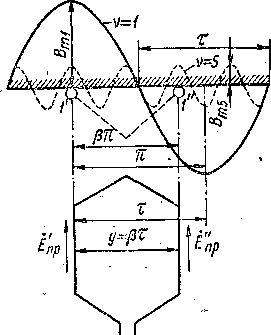 B_m1
ν=1
τ
ν=5
B_m5
1'
1"
βπ
π
τ
y=βτ
Ė'_пр
Ė"_пр